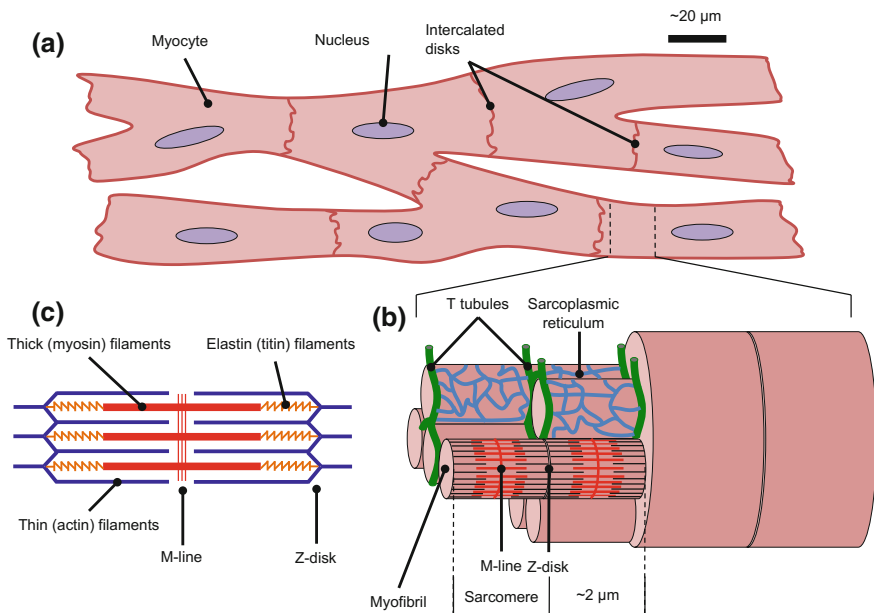 (a)
Myocyte
Nucleus
Intercalated
disks
~20 µm
(c)
Thick (myosin) filaments
Elastin (titin) filaments
Thin (actin) filaments
M-line
Z-disk
(b)
T tubules
Sarcoplasmic
reticulum
M-line
Z-disk
Myofibril
Sarcomere
~2 µm